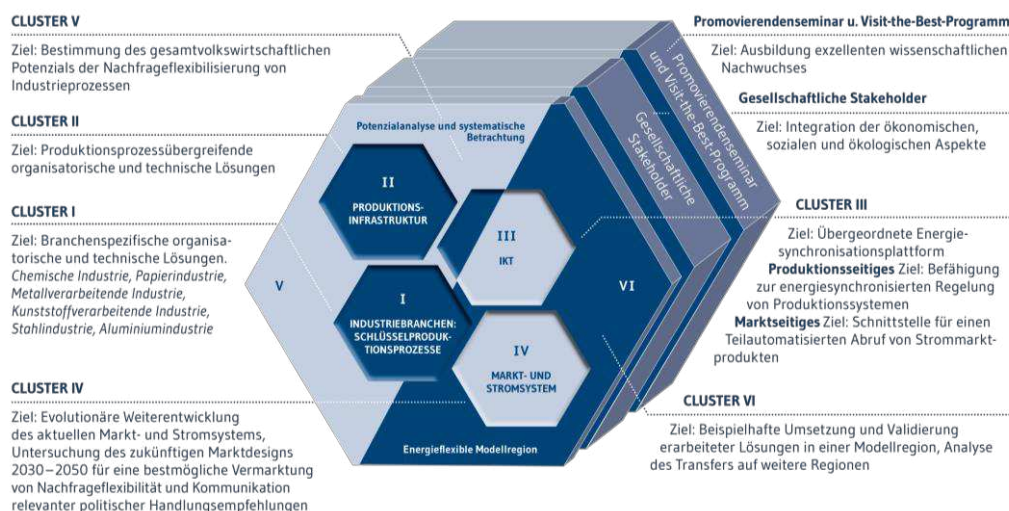 CLUSTER V
Ziel: Bestimmung des gesamtvolkswirtschaftlichen
Potenzials der Nachfrageflexibilisierung von
Industrieprozessen
CLUSTER II
Ziel: Produktionsprozessübergreifende
organisatorische und technische Lösungen
CLUSTER I
Ziel: Branchenspezifische organisa-
torische und technische Lösungen.
Chemische Industrie, Papierindustrie,
Metallverarbeitende Industrie,
Kunststoffverarbeitende Industrie,
Stahlindustrie, Aluminiumindustrie
CLUSTER IV
Ziel: Evolutionäre Weiterentwicklung
des aktuellen Markt- und Stromsystems,
Untersuchung des zukünftigen Marktdesigns
2030–2050 für eine bestmögliche Vermarktung
von Nachfrageflexibilität und Kommunikation
relevanter politischer Handlungsempfehlungen
Potenzialanalyse und systematische
Betrachtung
II
PRODUKTIONS-
INFRASTRUKTUR
III
IKT
V
I
INDUSTRIEBRANCHEN:
SCHLÜSSELPRODUK-
TIONSPROZESSE
VI
IV
MARKT- UND
STROMSYSTEM
Energieflexible Modellregion
Gesellschaftliche
Stakeholder
Promovierendenseminar
und Visit-the-Best-Programm
Promovierendenseminar u. Visit-the-Best-Programm
Ziel: Ausbildung exzellenten wissenschaftlichen
Nachwuchses
Gesellschaftliche Stakeholder
Ziel: Integration der ökonomischen,
sozialen und ökologischen Aspekte
CLUSTER III
Ziel: Übergeordnete Energie-
synchronisationsplattform
Produktionsseitiges Ziel: Befähigung
zur energiesynchronisierten Regelung
von Produktionssystemen
Marktseitiges Ziel: Schnittstelle für einen
Teilautomatisierten Abruf von Strommarkt-
produkten
CLUSTER VI
Ziel: Beispielhafte Umsetzung und Validierung
erarbeiteter Lösungen in einer Modellregion, Analyse
des Transfers auf weitere Regionen